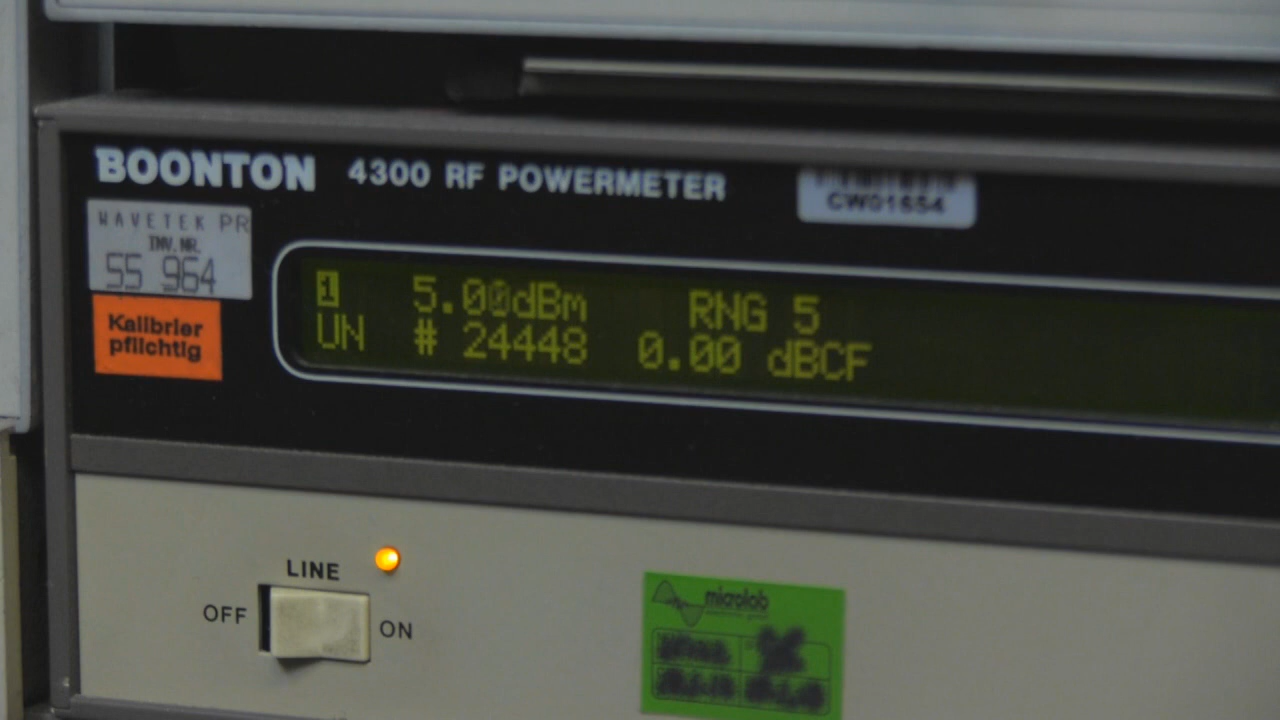 BOONTON 4300 RF POWERMETER
CW01654
WAVETEK PR
INV.NR.
SS 964
Kalibrier
pflichtig
1 5.00dBm RNG 5
UN # 24448 0.00 dBCF
LINE
OFF ON
microlab